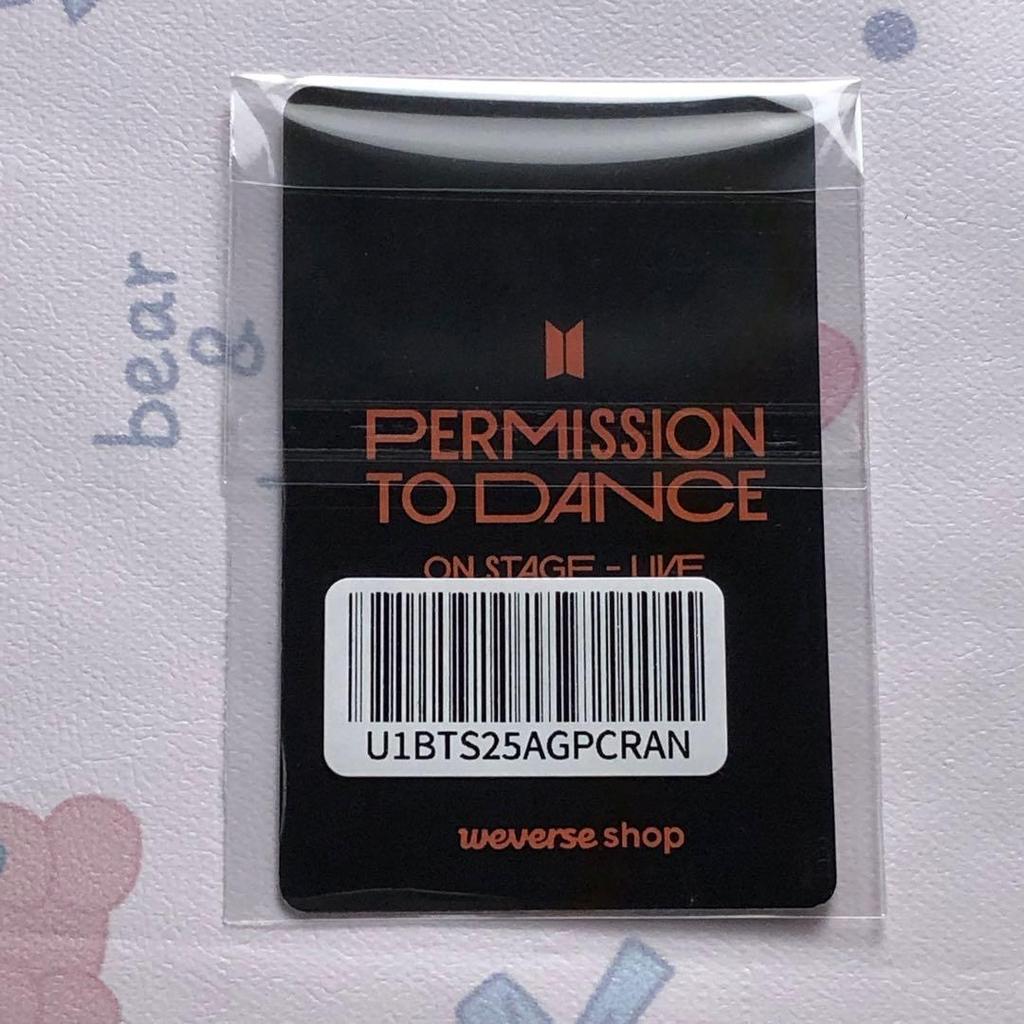 bear
&
PERMISSION
TO DANCE
ON STAGE - LIVE
U1BTS25AGPCRAN
weverse shop